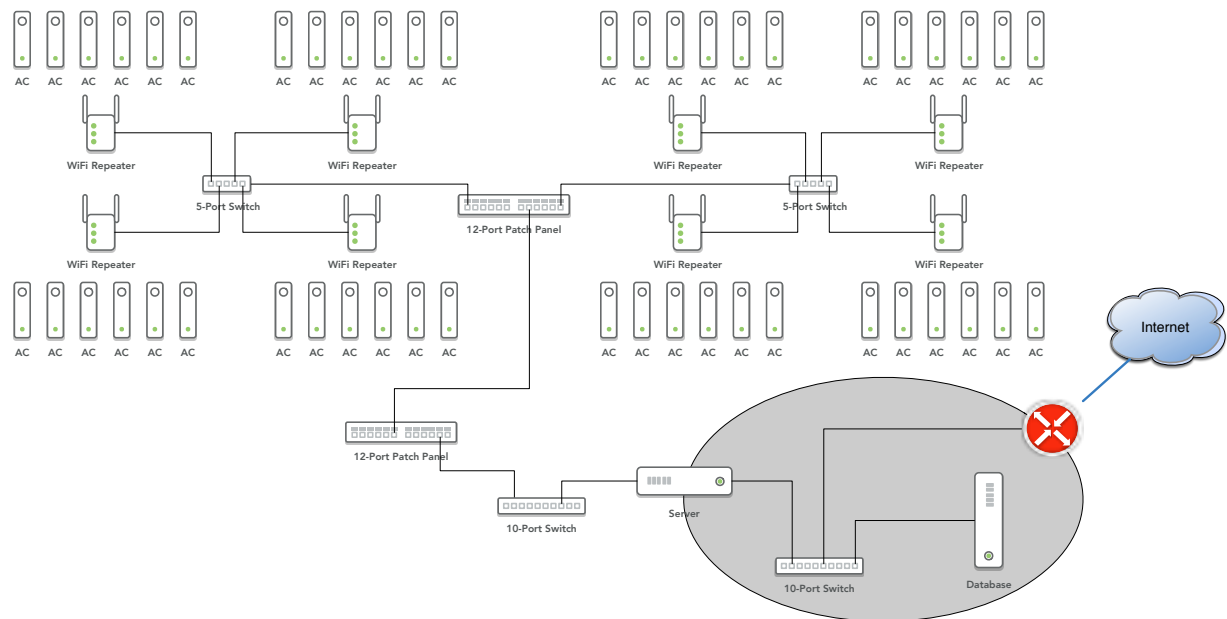 AC AC AC AC AC AC AC AC AC AC AC AC AC AC AC AC AC AC AC AC AC AC AC AC
WiFi Repeater WiFi Repeater WiFi Repeater WiFi Repeater
5-Port Switch 5-Port Switch
12-Port Patch Panel
WiFi Repeater WiFi Repeater WiFi Repeater WiFi Repeater
AC AC AC AC AC AC AC AC AC AC AC AC AC AC AC AC AC AC AC AC AC AC AC AC
Internet
12-Port Patch Panel
Server
10-Port Switch
10-Port Switch Database